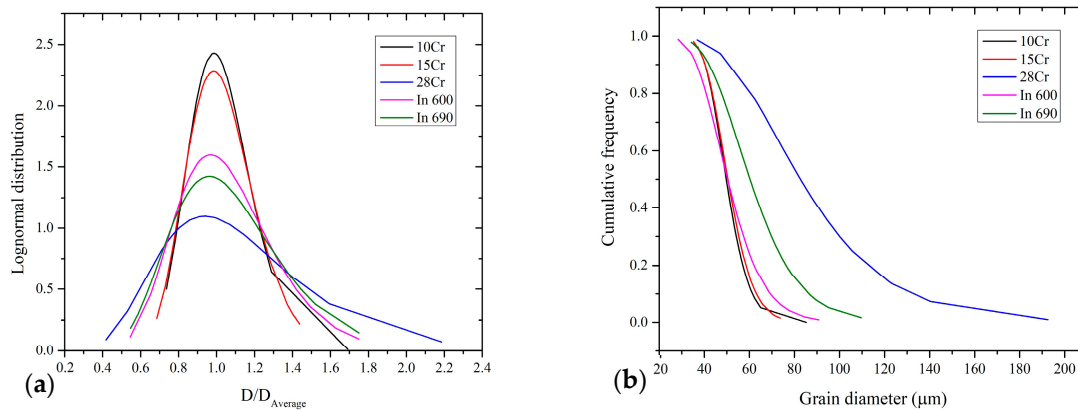 2.5
2.0
1.5
1.0
0.5
0.0
0.2 0.4 0.6 0.8 1.0 1.2 1.4 1.6 1.8 2.0 2.2 2.4
Lognormal distribution
D/D Average
10Cr
15Cr
28Cr
In 600
In 690
(a)
1.0
0.8
0.6
0.4
0.2
0.0
20 40 60 80 100 120 140 160 180 200
Cumulative frequency
Grain diameter (μm)
10Cr
15Cr
28Cr
In 600
In 690
(b)